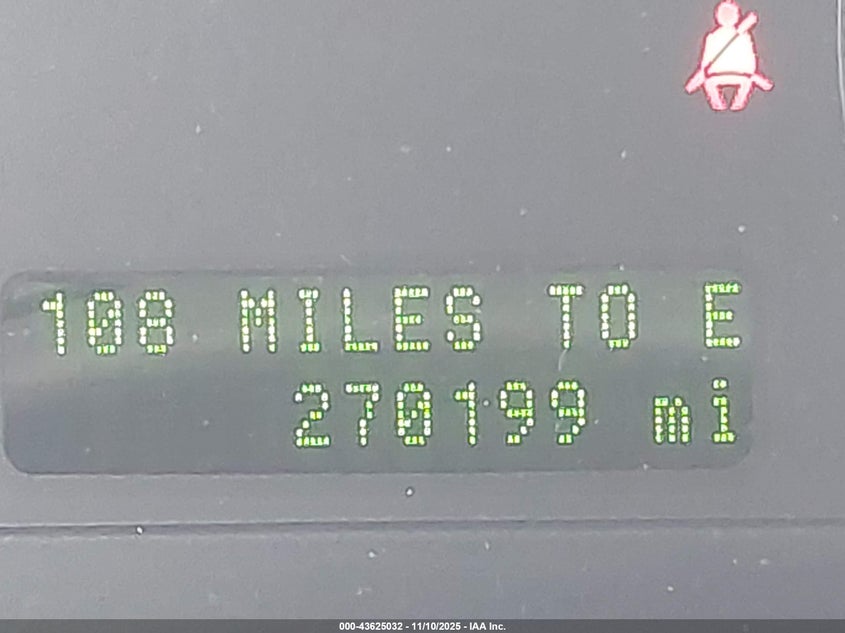 108 MILES TO E
270199 mi
000-43625032 - 11/10/2025 - IAA Inc.